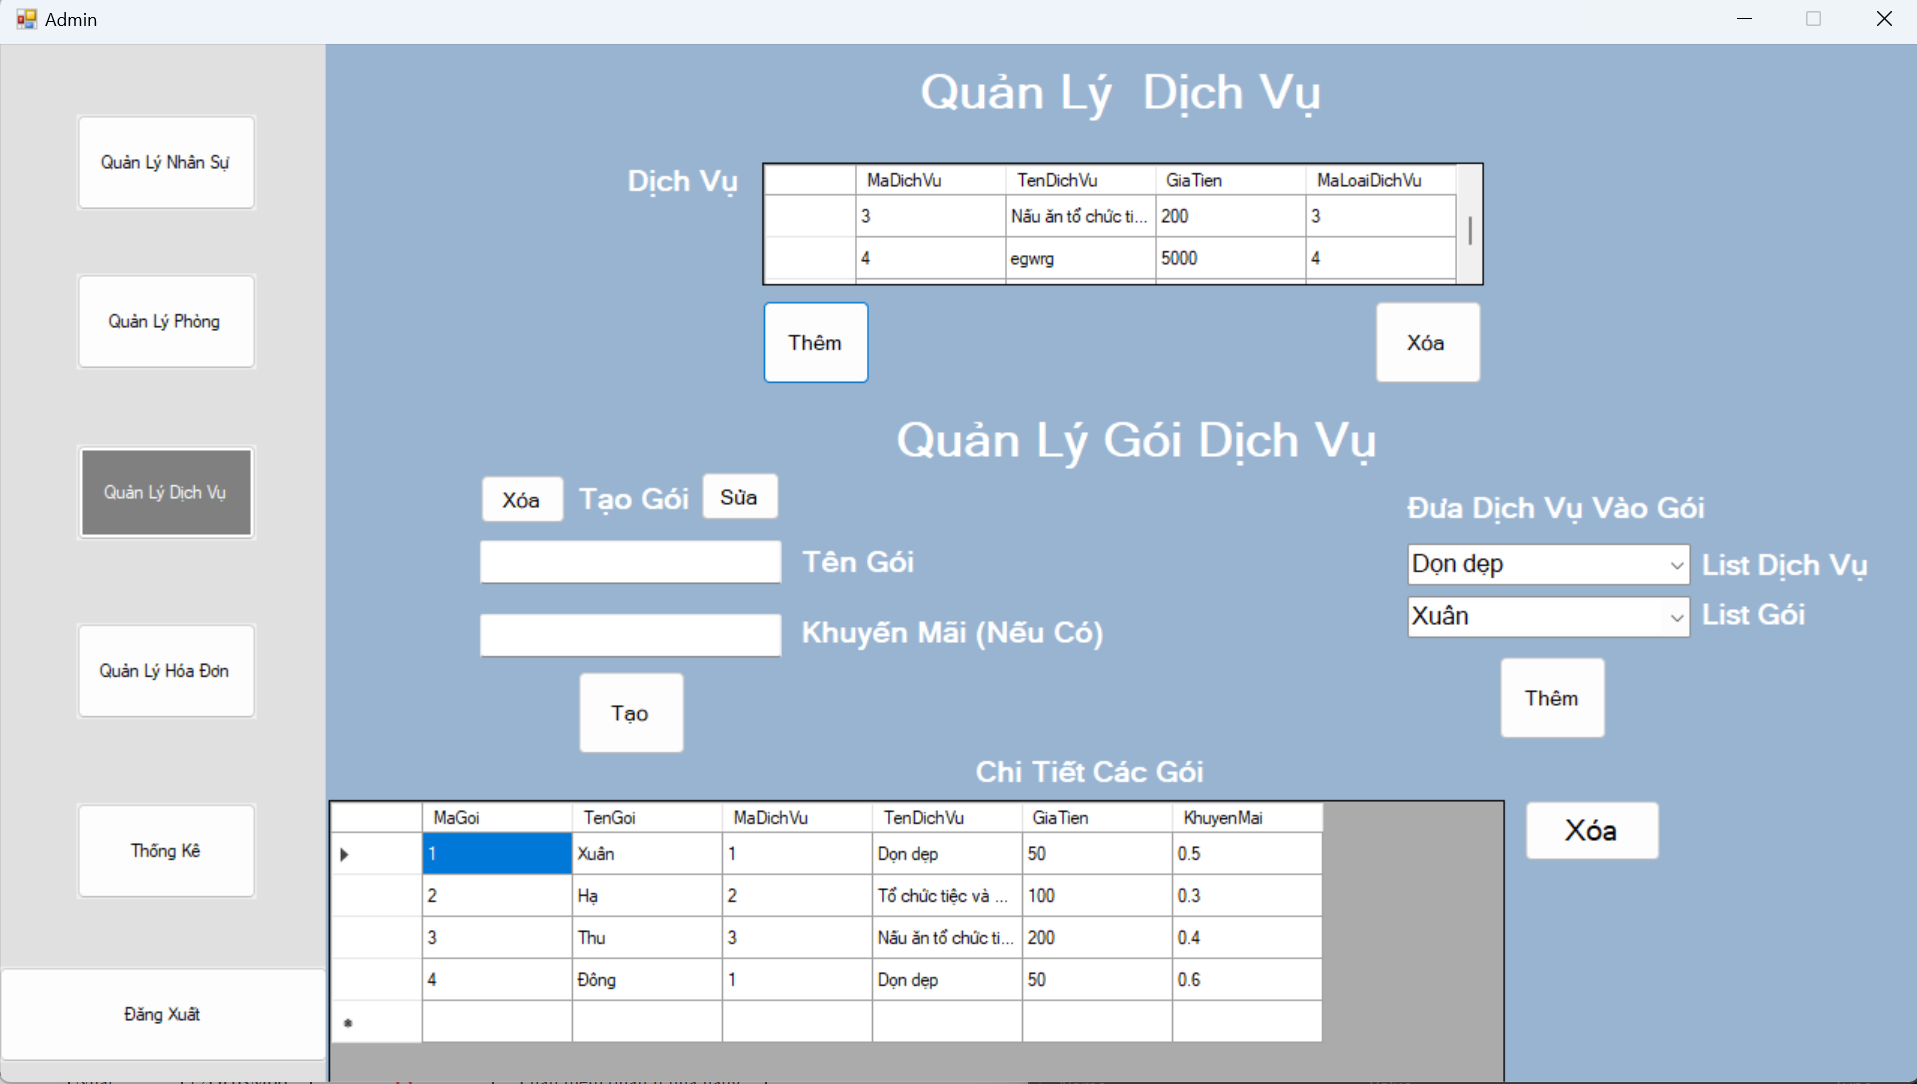 Admin
Quản Lý Nhân Sự
Quản Lý Phòng
Quản Lý Dịch Vụ
Quản Lý Hóa Đơn
Thống Kê
Đăng Xuất
Quản Lý Dịch Vụ
Dịch Vụ
MaDichVu TenDichVu GiaTien MaLoaiDichVu
3 Nấu ăn tổ chức ti... 200 3
4 egwrg 5000 4
Thêm Xóa
Quản Lý Gói Dịch Vụ
Xóa Tạo Gói Sửa
Tên Gói
Khuyến Mãi (Nếu Có)
Tạo
Đưa Dịch Vụ Vào Gói
Dọn dẹp List Dịch Vụ
Xuân List Gói
Thêm
Chi Tiết Các Gói
MaGoi TenGoi MaDichVu TenDichVu GiaTien KhuyenMai
1 Xuân 1 Dọn dẹp 50 0.5
2 Hạ 2 Tổ chức tiệc và ... 100 0.3
3 Thu 3 Nấu ăn tổ chức ti... 200 0.4
4 Đông 1 Dọn dẹp 50 0.6
Xóa